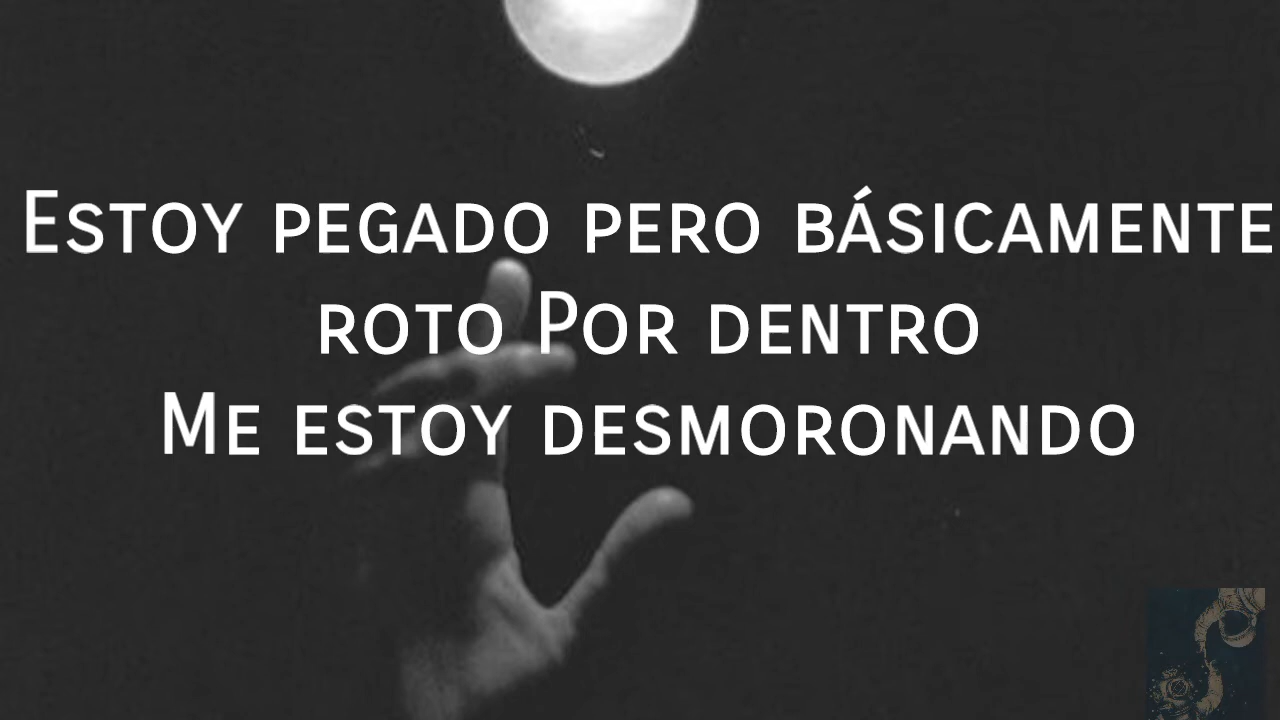 Estoy pegado pero básicamente
roto Por dentro
Me estoy desmoronando